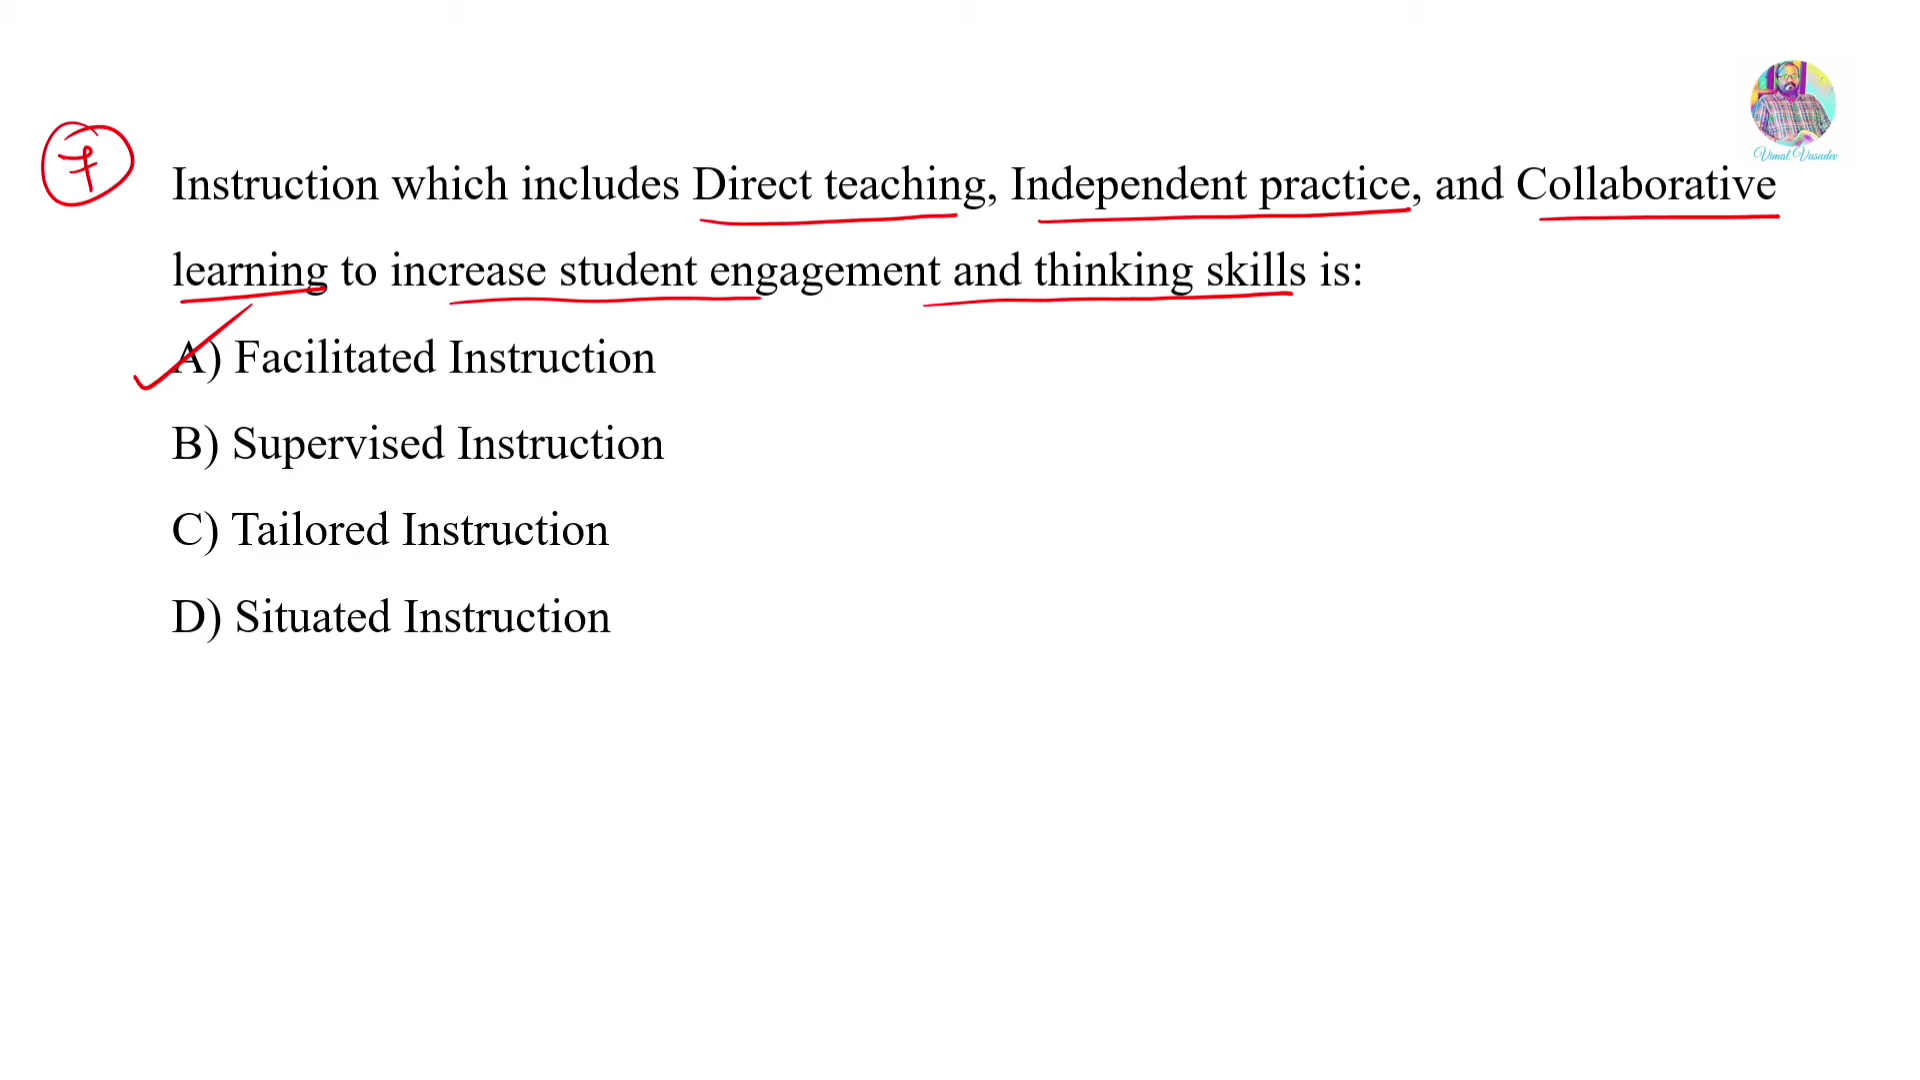 Vimal Vasudev
7
Instruction which includes Direct teaching, Independent practice, and Collaborative
learning to increase student engagement and thinking skills is:
A) Facilitated Instruction
B) Supervised Instruction
C) Tailored Instruction
D) Situated Instruction